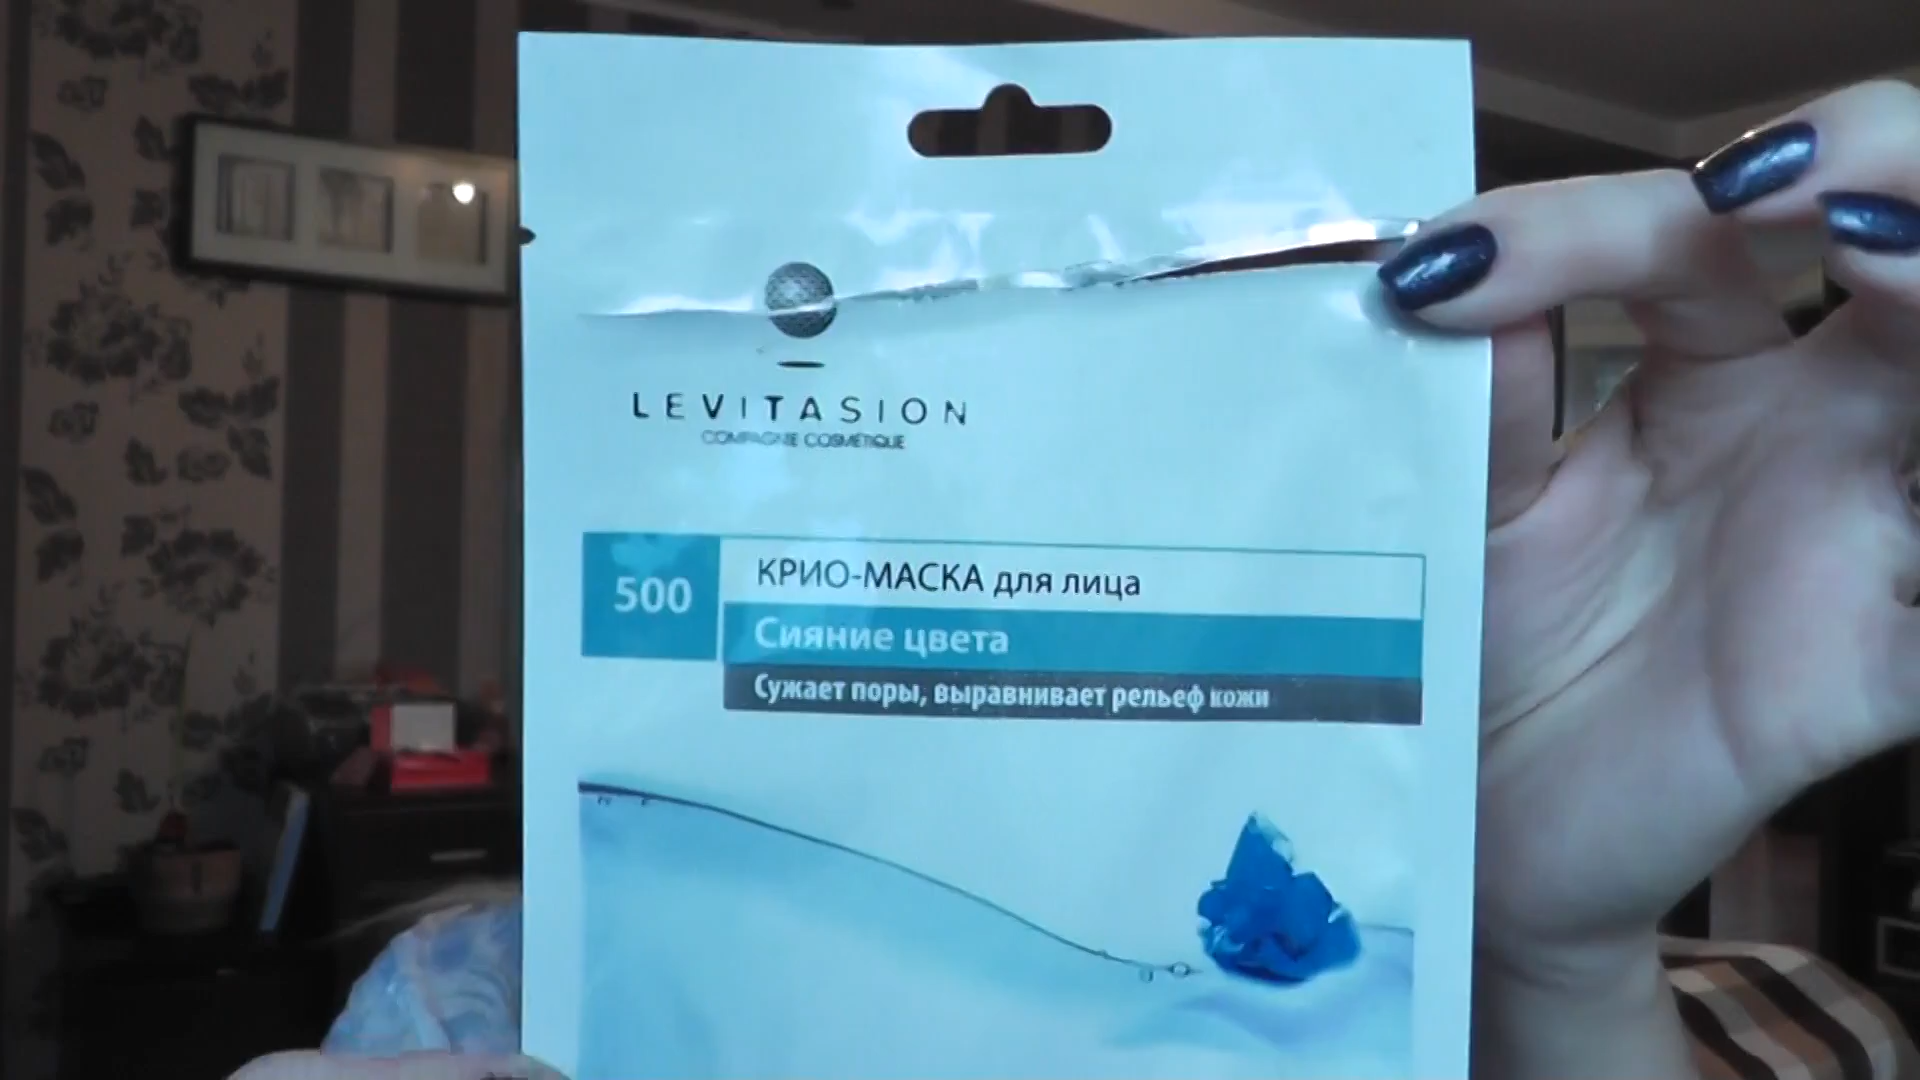 LEVITASION
COMPAGNIE COSMÉTIQUE
500
КРИО-МАСКА для лица
Сияние цвета
Сужает поры, выравнивает рельеф кожи